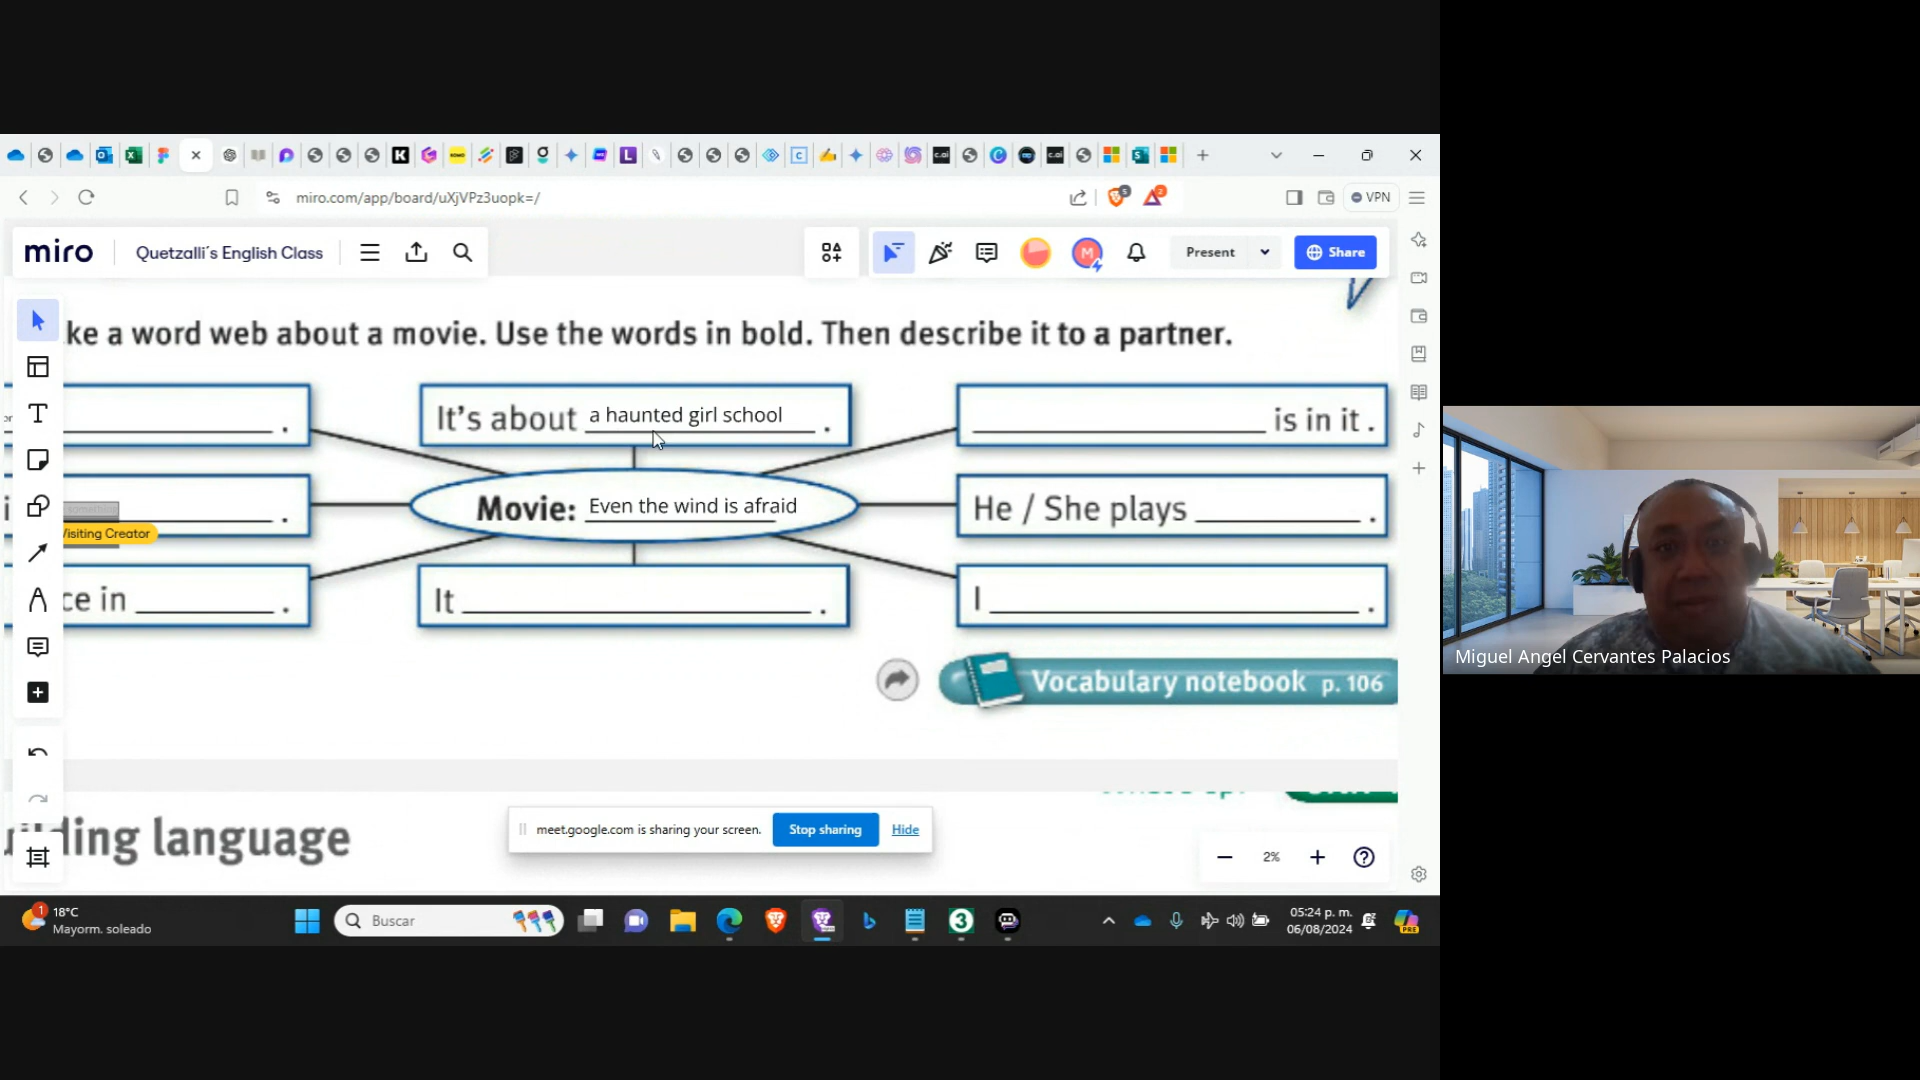 miro.com/app/board/uXjVPz3uopk=/
VPN
miro
Quetzalli´s English Class
M
Present
Share
ke a word web about a movie. Use the words in bold. Then describe it to a partner.
It's about a haunted girl school .
is in it .
Movie: Even the wind is afraid
He / She plays .
Visiting Creator
ce in .
It .
I .
Vocabulary notebook p. 106
ding language
meet.google.com is sharing your screen.
Stop sharing
Hide
2%
18°C
Mayorm. soleado
Buscar
05:24 p. m.
06/08/2024
Miguel Angel Cervantes Palacios